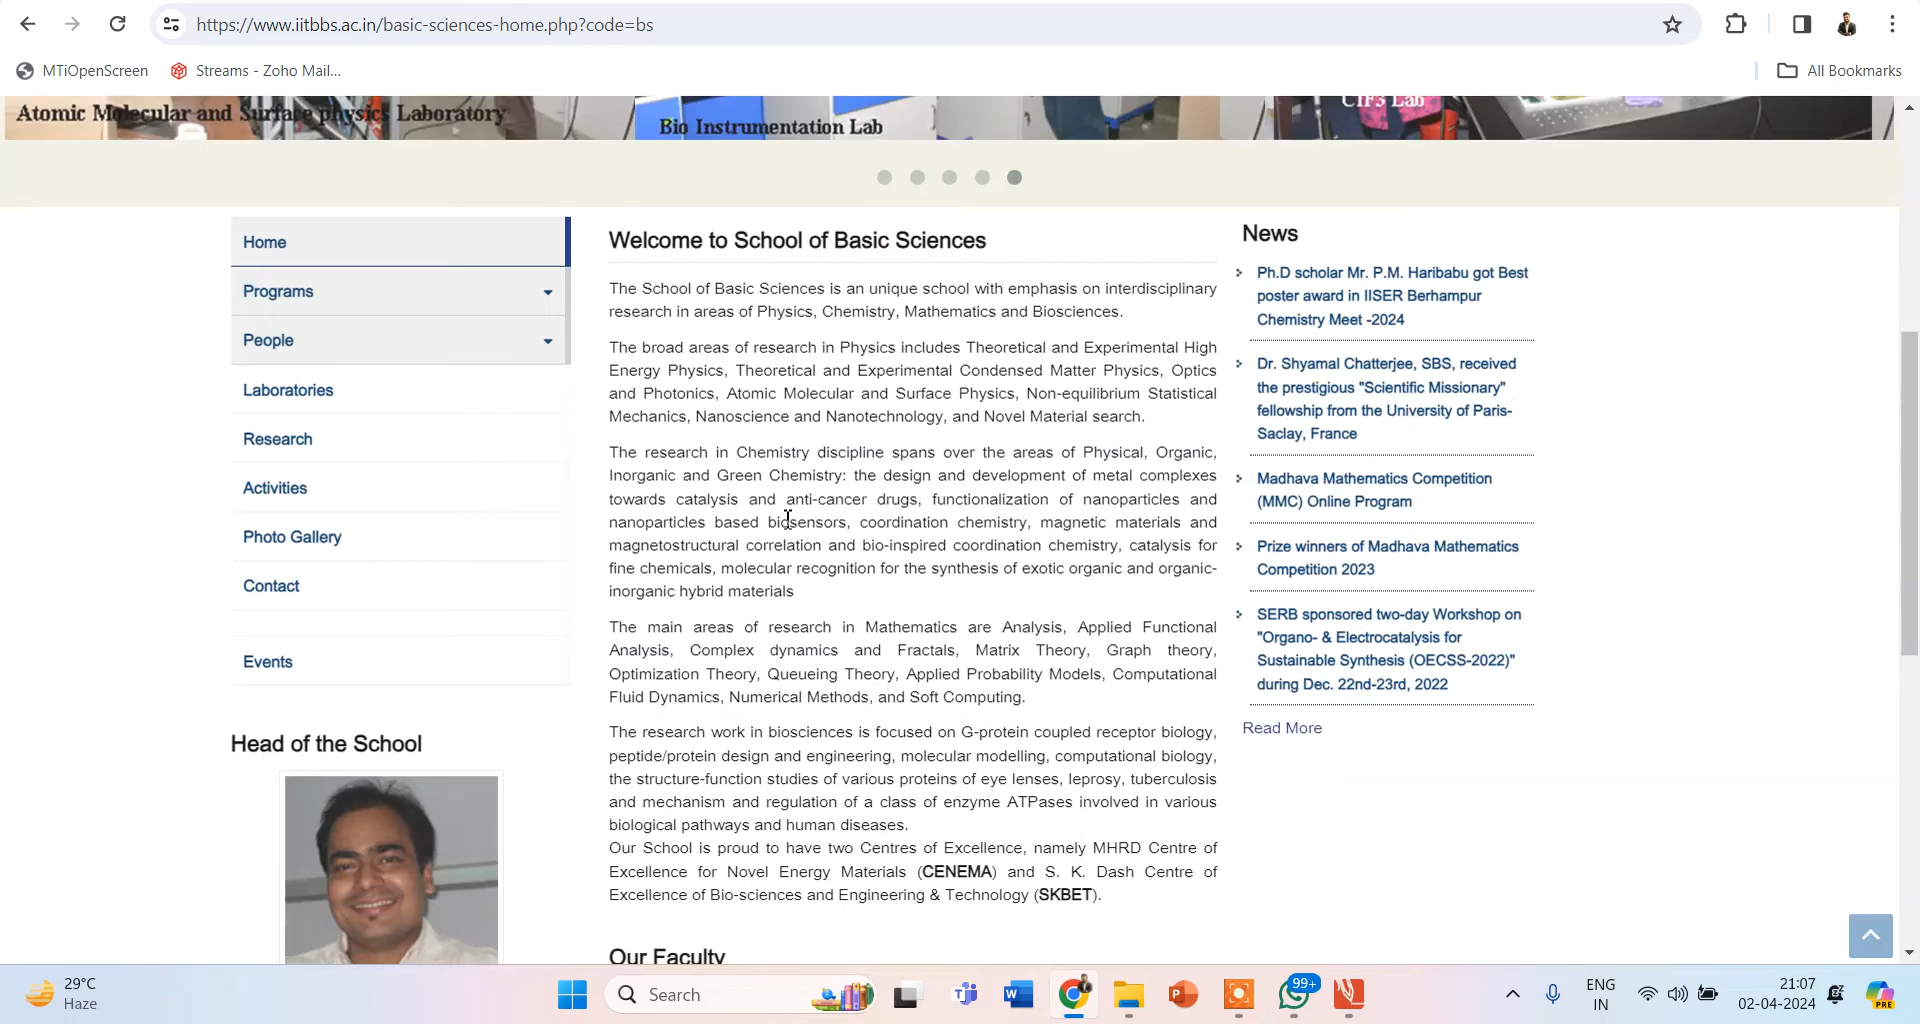 https://www.iitbbs.ac.in/basic-sciences-home.php?code=bs
MTiOpenScreen
Streams - Zoho Mail...
All Bookmarks
Atomic Molecular and Surface physics Laboratory
Bio Instrumentation Lab
CIF3 Lab
Home
Programs
People
Laboratories
Research
Activities
Photo Gallery
Contact
Events
Head of the School
Welcome to School of Basic Sciences
The School of Basic Sciences is an unique school with emphasis on interdisciplinary
research in areas of Physics, Chemistry, Mathematics and Biosciences.
The broad areas of research in Physics includes Theoretical and Experimental High
Energy Physics, Theoretical and Experimental Condensed Matter Physics, Optics
and Photonics, Atomic Molecular and Surface Physics, Non-equilibrium Statistical
Mechanics, Nanoscience and Nanotechnology, and Novel Material search.
The research in Chemistry discipline spans over the areas of Physical, Organic,
Inorganic and Green Chemistry: the design and development of metal complexes
towards catalysis and anti-cancer drugs, functionalization of nanoparticles and
nanoparticles based biosensors, coordination chemistry, magnetic materials and
magnetostructural correlation and bio-inspired coordination chemistry, catalysis for
fine chemicals, molecular recognition for the synthesis of exotic organic and organic-
inorganic hybrid materials
The main areas of research in Mathematics are Analysis, Applied Functional
Analysis, Complex dynamics and Fractals, Matrix Theory, Graph theory,
Optimization Theory, Queueing Theory, Applied Probability Models, Computational
Fluid Dynamics, Numerical Methods, and Soft Computing.
The research work in biosciences is focused on G-protein coupled receptor biology,
peptide/protein design and engineering, molecular modelling, computational biology,
the structure-function studies of various proteins of eye lenses, leprosy, tuberculosis
and mechanism and regulation of a class of enzyme ATPases involved in various
biological pathways and human diseases.
Our School is proud to have two Centres of Excellence, namely MHRD Centre of
Excellence for Novel Energy Materials (CENEMA) and S. K. Dash Centre of
Excellence of Bio-sciences and Engineering & Technology (SKBET).
Our Faculty
News
Ph.D scholar Mr. P.M. Haribabu got Best
poster award in IISER Berhampur
Chemistry Meet -2024
Dr. Shyamal Chatterjee, SBS, received
the prestigious "Scientific Missionary"
fellowship from the University of Paris-
Saclay, France
Madhava Mathematics Competition
(MMC) Online Program
Prize winners of Madhava Mathematics
Competition 2023
SERB sponsored two-day Workshop on
"Organo- & Electrocatalysis for
Sustainable Synthesis (OECSS-2022)"
during Dec. 22nd-23rd, 2022
Read More
29°C
Haze
Search
99+
ENG
IN
21:07
02-04-2024
PRE